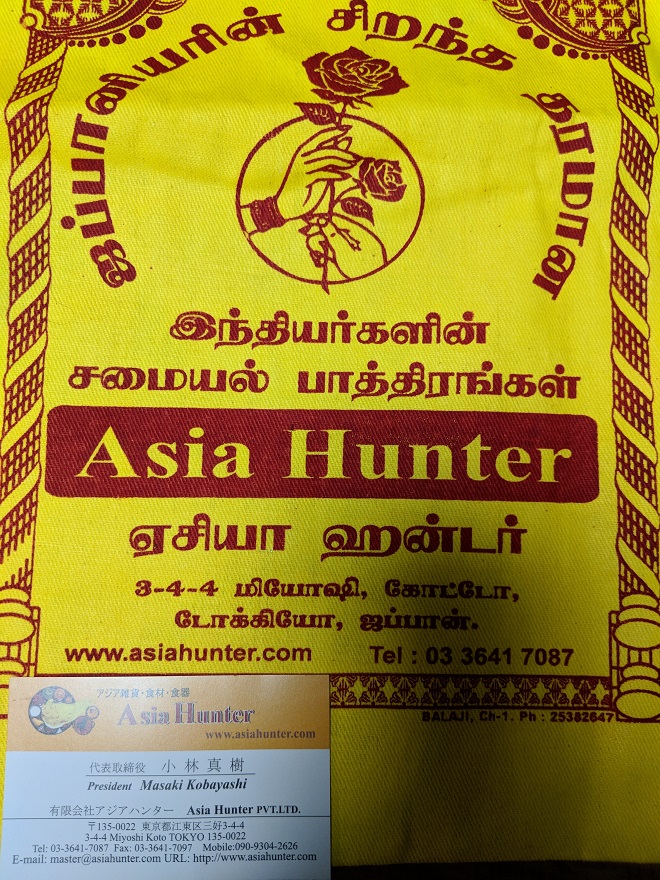 ஜப்பானியரின் சிறந்த தரமான
இந்தியர்களின்
சமையல் பாத்திரங்கள்
Asia Hunter
ஏசியா ஹன்டர்
3-4-4 மியோஷி, கோட்டோ,
டோக்கியோ, ஜப்பான்.
www.asiahunter.com Tel : 03 3641 7087
BALAJI, Ch-1. Ph : 25382647
アジア雑貨・食材・食器
Asia Hunter
www.asiahunter.com
代表取締役 小林真樹
President Masaki Kobayashi
有限会社アジアハンター Asia Hunter PVT.LTD.
〒135-0022 東京都江東区三好3-4-4
3-4-4 Miyoshi Koto TOKYO 135-0022
Tel: 03-3641-7087 Fax: 03-3641-7097 Mobile:090-9304-2626
E-mail: master@asiahunter.com URL: http://www.asiahunter.com